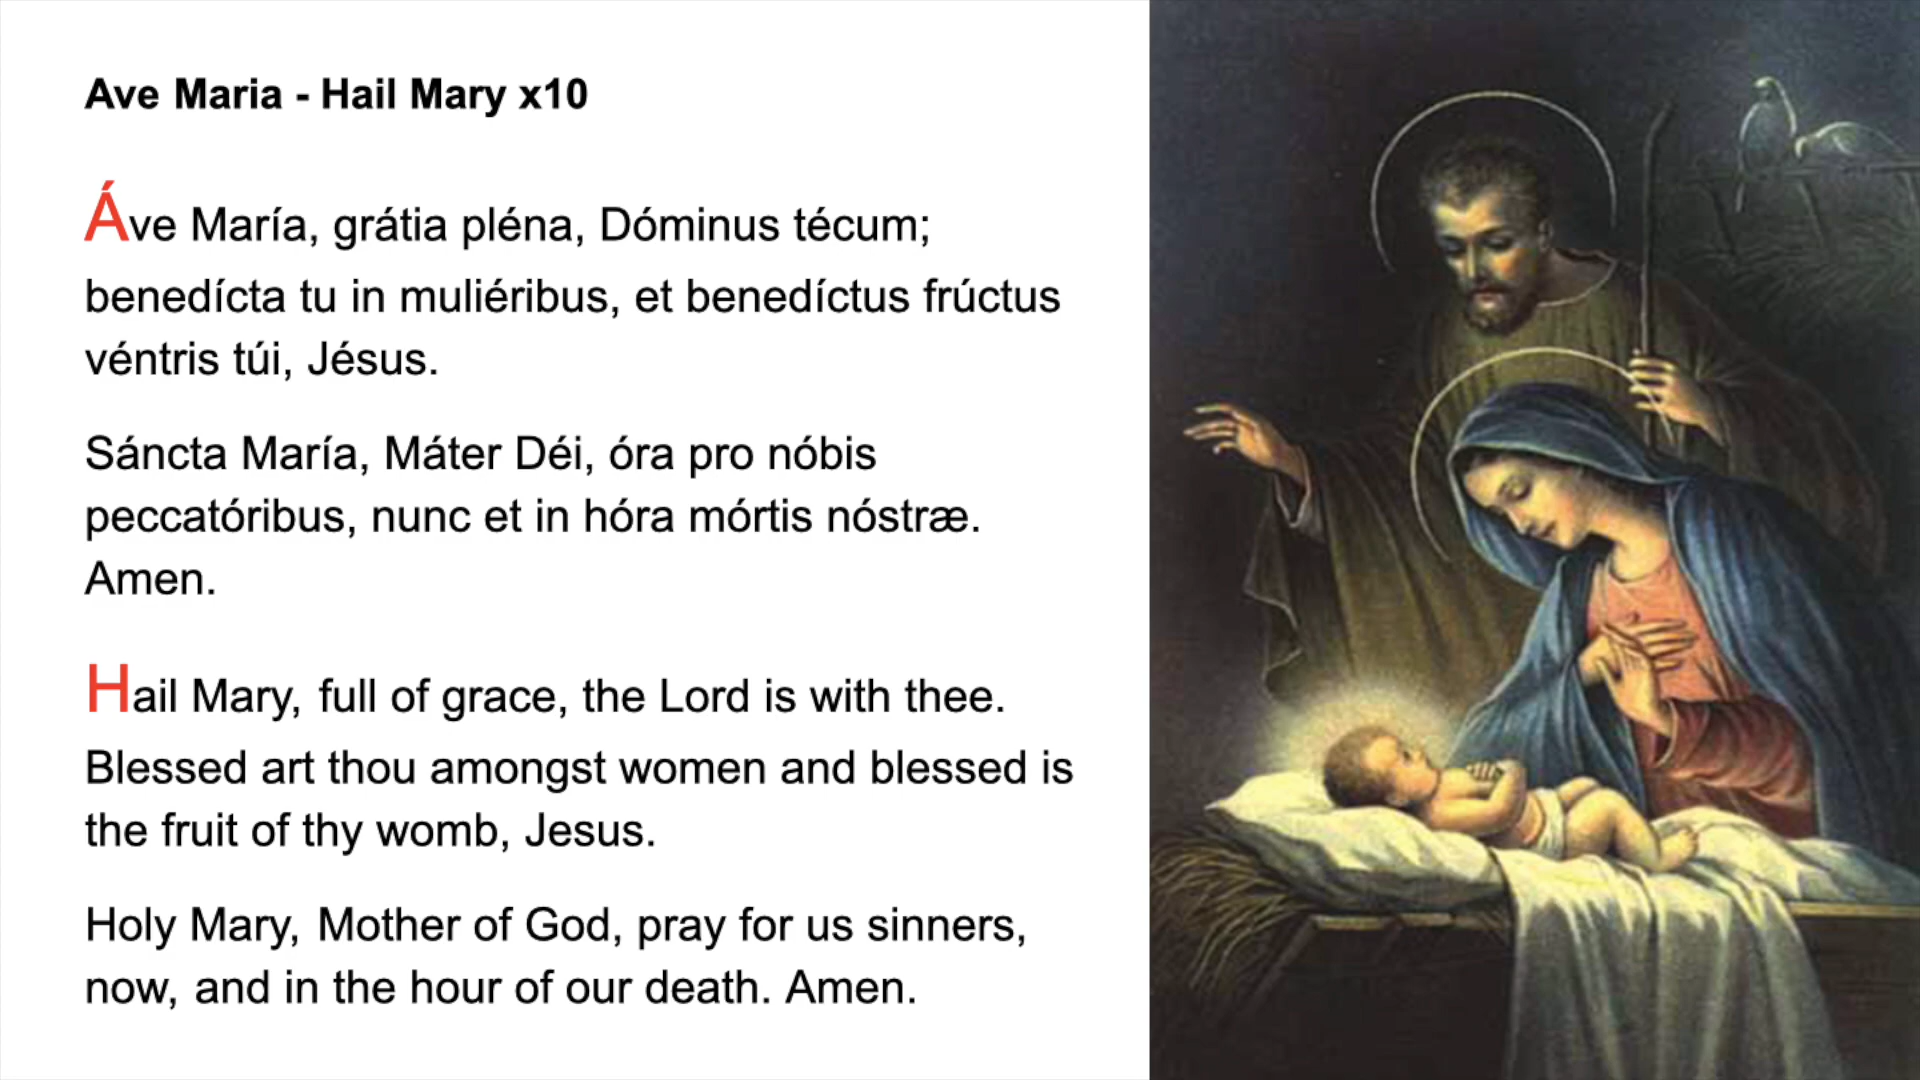 Ave Maria - Hail Mary x10
Áve María, grátia pléna, Dóminus técum;
benedícta tu in muliéribus, et benedíctus frúctus
véntris túi, Jésus.
Sáncta María, Máter Déi, óra pro nóbis
peccatóribus, nunc et in hóra mórtis nóstræ.
Amen.
Hail Mary, full of grace, the Lord is with thee.
Blessed art thou amongst women and blessed is
the fruit of thy womb, Jesus.
Holy Mary, Mother of God, pray for us sinners,
now, and in the hour of our death. Amen.